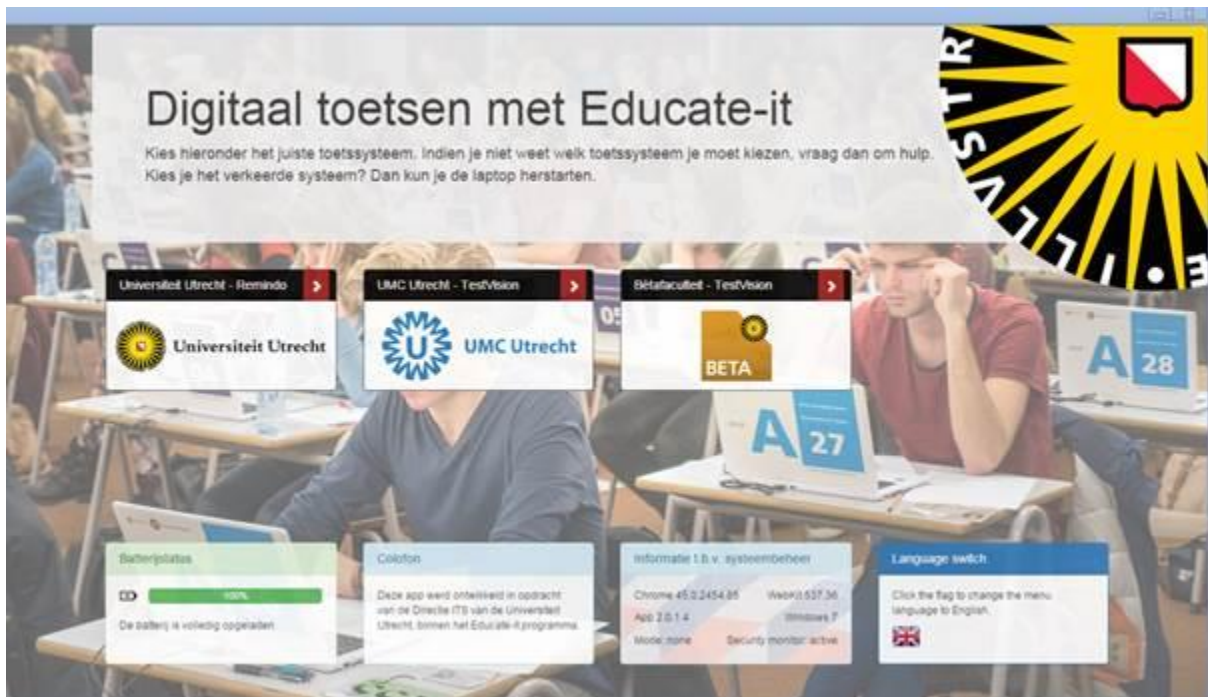 Digitaal toetsen met Educate-it
Kies hieronder het juiste toetssysteem. Indien je niet weet welk toetssysteem je moet kiezen, vraag dan om hulp.
Kies je het verkeerde systeem? Dan kun je de laptop herstarten.
Universiteit Utrecht - Remindo
UMC Utrecht - TestVision
Bètafaculteit - TestVision
Universiteit Utrecht
U
UMC Utrecht
BETA
05
A
28
A
27
Batterijstatus
100%
De batterij is volledig opgeladen
Colofon
Deze app werd ontwikkeld in opdracht
van de Directie ITS van de Universiteit
Utrecht, binnen het Educate-it programma.
Informatie t.b.v. systeembeheer
Chrome 45.0.2454.85 WebKit 537.36
App 2.0.1.4 Windows 7
Mode: none Security monitor: active
Language switch
Click the flag to change the menu
language to English.